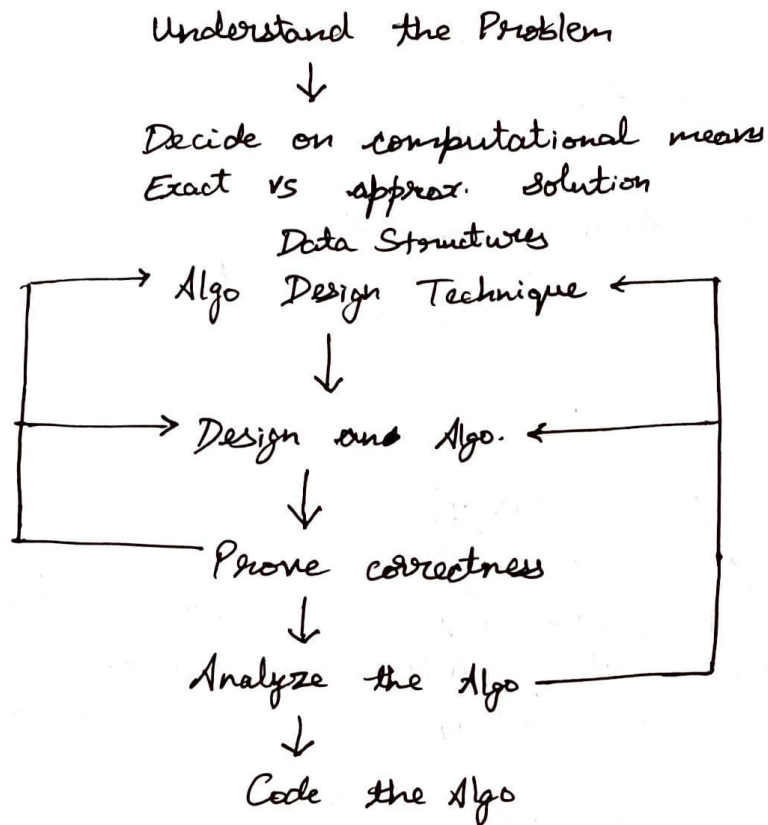 Understand the Problem
Decide on computational means
Exact vs approx. Solution
Data Structures
Algo Design Technique
Design an Algo.
Prove correctness
Analyze the Algo
Code the Algo